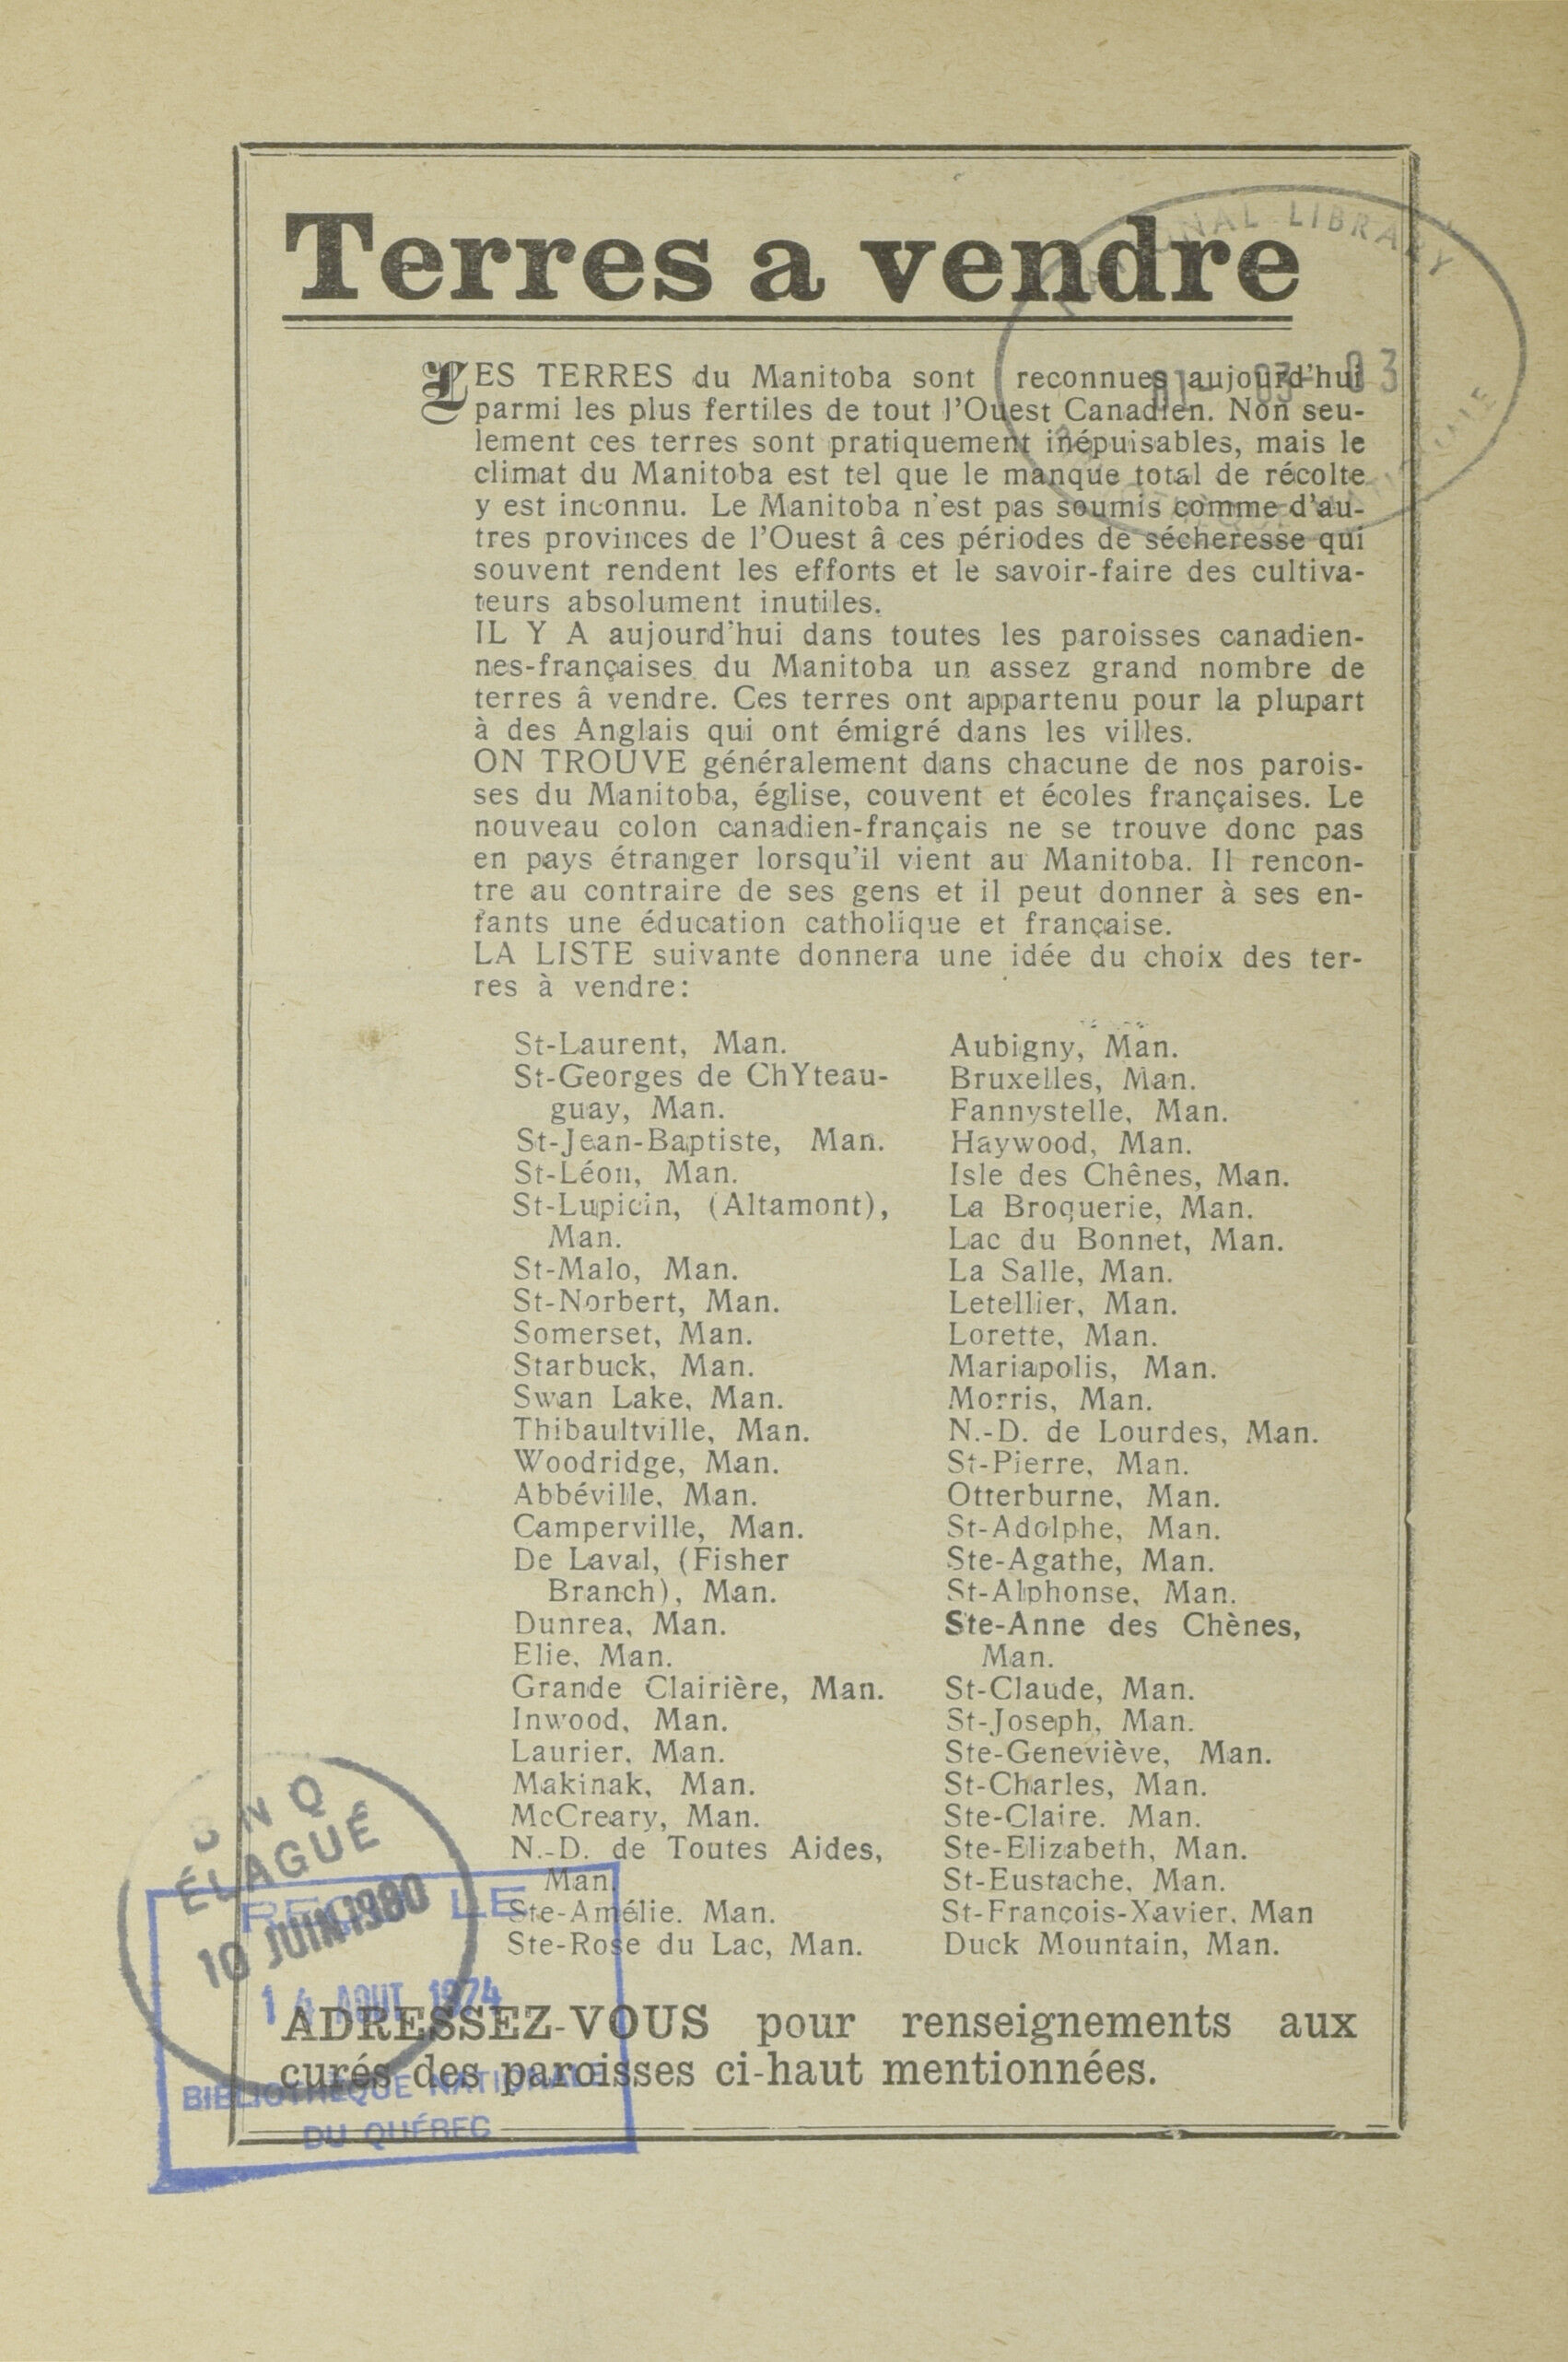 Terres a vendre
LES TERRES du Manitoba sont reconnues aujourd'hui
parmi les plus fertiles de tout l'Ouest Canadien. Non seu-
lement ces terres sont pratiquement inépuisables, mais le
climat du Manitoba est tel que le manque total de récolte
y est inconnu. Le Manitoba n'est pas soumis comme d'au-
tres provinces de l'Ouest â ces périodes de sécheresse qui
souvent rendent les efforts et le savoir-faire des cultiva-
teurs absolument inutiles.
IL Y A aujourd'hui dans toutes les paroisses canadien-
nes-françaises du Manitoba un assez grand nombre de
terres â vendre. Ces terres ont appartenu pour la plupart
à des Anglais qui ont émigré dans les villes.
ON TROUVE généralement dans chacune de nos parois-
ses du Manitoba, église, couvent et écoles françaises. Le
nouveau colon canadien-français ne se trouve donc pas
en pays étranger lorsqu'il vient au Manitoba. Il rencon-
tre au contraire de ses gens et il peut donner à ses en-
fants une éducation catholique et française.
LA LISTE suivante donnera une idée du choix des ter-
res à vendre:
St-Laurent, Man.
St-Georges de ChYteau-
guay, Man.
St-Jean-Baptiste, Man.
St-Léon, Man.
St-Lupicin, (Altamont),
Man.
St-Malo, Man.
St-Norbert, Man.
Somerset, Man.
Starbuck, Man.
Swan Lake, Man.
Thibaultville, Man.
Woodridge, Man.
Abbéville, Man.
Camperville, Man.
De Laval, (Fisher
Branch), Man.
Dunrea, Man.
Elie, Man.
Grande Clairière, Man.
Inwood, Man.
Laurier, Man.
Makinak, Man.
McCreary, Man.
N.-D. de Toutes Aides,
Man.
Ste-Amélie. Man.
Ste-Rose du Lac, Man.
Aubigny, Man.
Bruxelles, Man.
Fannystelle, Man.
Haywood, Man.
Isle des Chênes, Man.
La Broquerie, Man.
Lac du Bonnet, Man.
La Salle, Man.
Letellier, Man.
Lorette, Man.
Mariapolis, Man.
Morris, Man.
N.-D. de Lourdes, Man.
St-Pierre, Man.
Otterburne, Man.
St-Adolphe, Man.
Ste-Agathe, Man.
St-Alphonse, Man.
Ste-Anne des Chènes,
Man.
St-Claude, Man.
St-Joseph, Man.
Ste-Geneviève, Man.
St-Charles, Man.
Ste-Claire. Man.
Ste-Elizabeth, Man.
St-Eustache, Man.
St-François-Xavier. Man
Duck Mountain, Man.
ADRESSEZ-VOUS pour renseignements aux
curés des paroisses ci-haut mentionnées.
LIBRARY
BNQ
ÉLAGUÉ
10 JUIN 1980
14 AOUT 1974
BIBLIOTHÈQUE NATIONALE
DU QUÉBEC